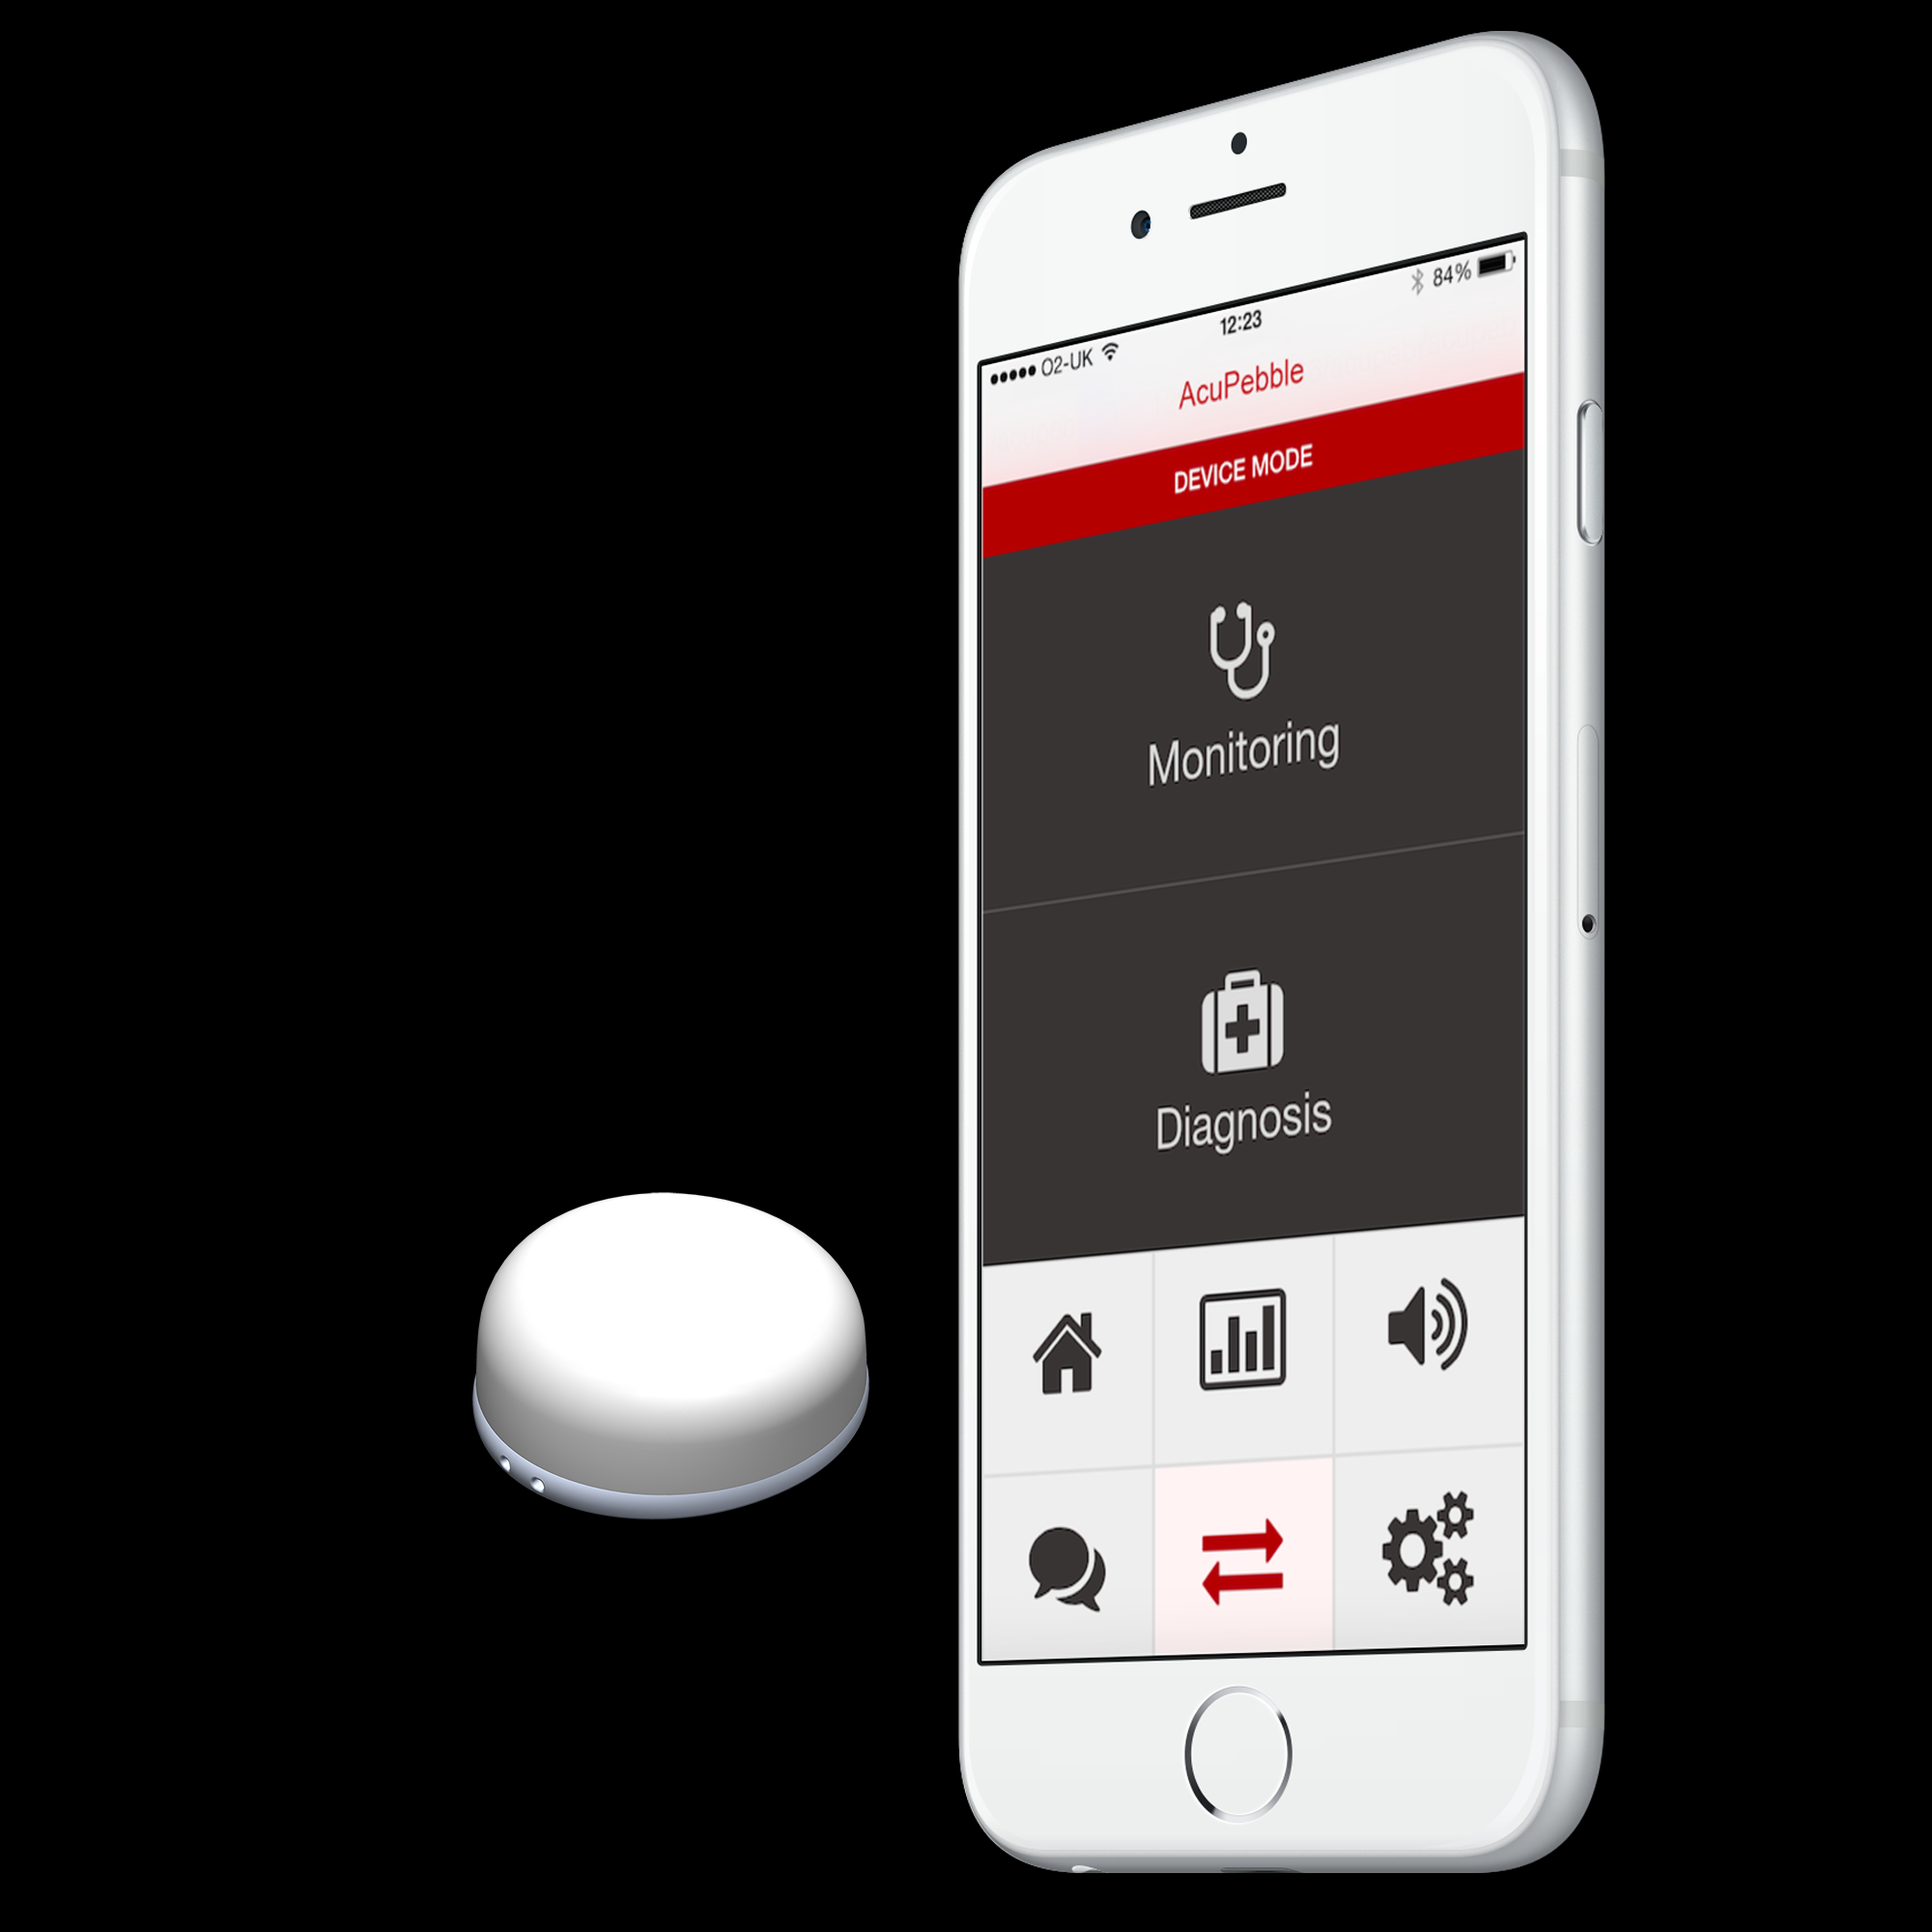 ●●●●● O2-UK 12:23 84%
AcuPebble
DEVICE MODE
Monitoring
Diagnosis